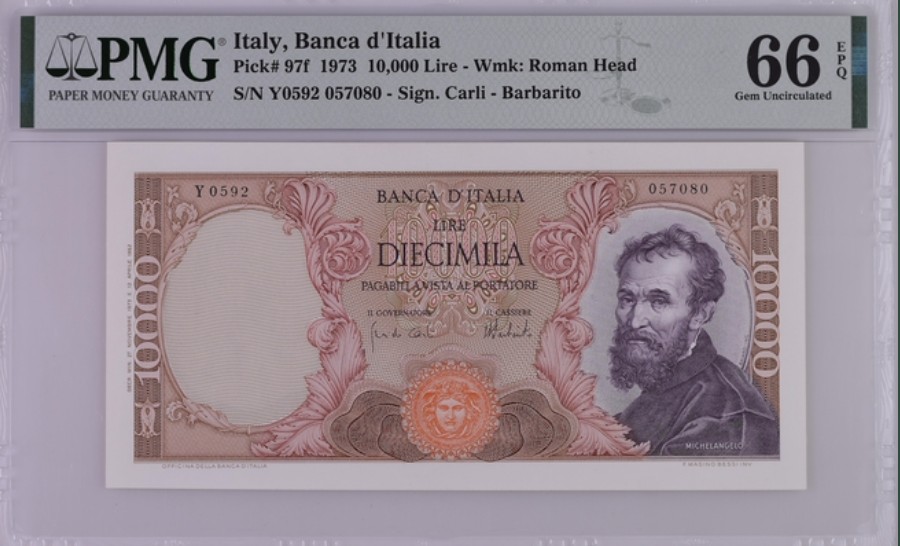 PMG
PAPER MONEY GUARANTY
Italy, Banca d'Italia
Pick# 97f 1973 10,000 Lire - Wmk: Roman Head
S/N Y0592 057080 - Sign. Carli - Barbarito
66
EPQ
Gem Uncirculated
Y 0592
057080
BANCA D'ITALIA
LIRE
DIECIMILA
PAGABILI A VISTA AL PORTATORE
IL GOVERNATORE
IL CASSIERE
10000
10000
MICHELANGELO
OFFICINA DELLA BANCA D'ITALIA